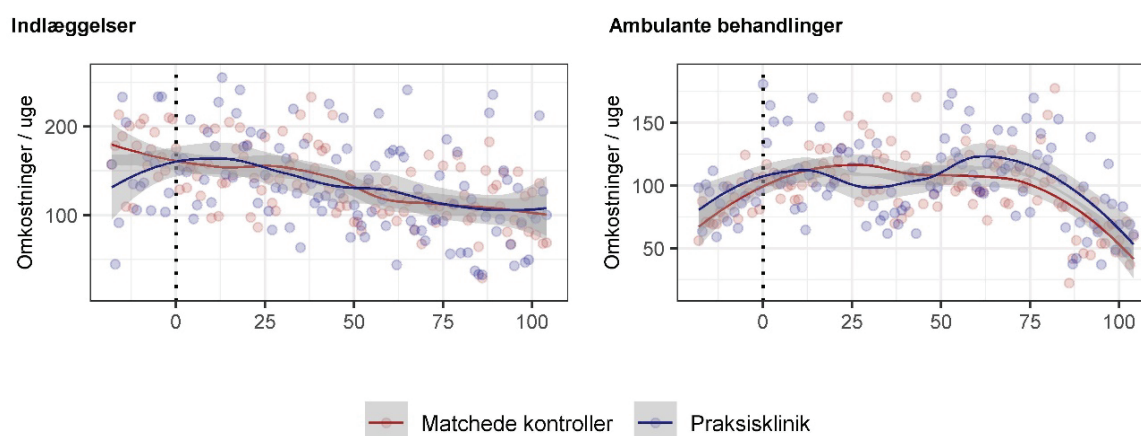 Indlæggelser
Ambulante behandlinger
Omkostninger / uge
200
100
0 25 50 75 100
Omkostninger / uge
150
100
50
0 25 50 75 100
Matchede kontroller Praksisklinik